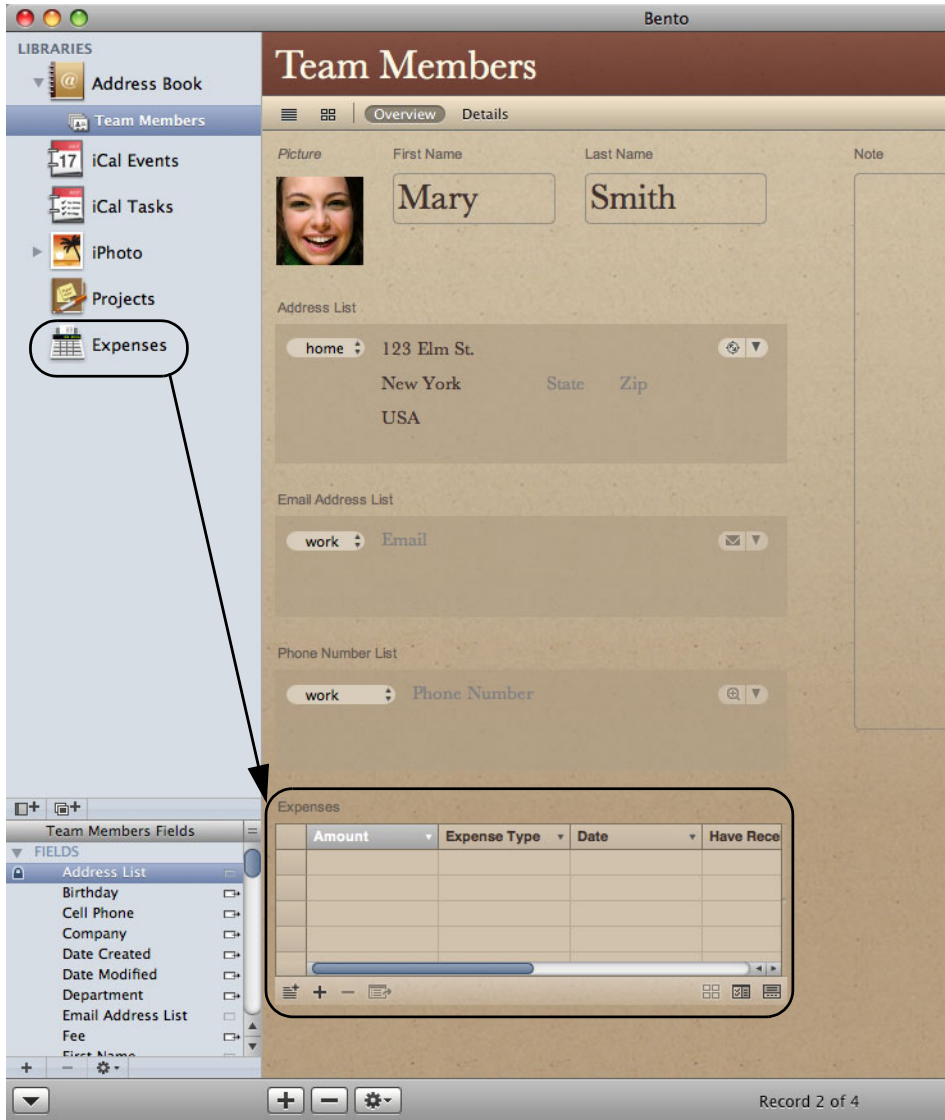 Bento
LIBRARIES
Address Book
Team Members
17 iCal Events
iCal Tasks
iPhoto
Projects
Expenses
Team Members Fields
FIELDS
Address List
Birthday
Cell Phone
Company
Date Created
Date Modified
Department
Email Address List
Fee
First Name
Team Members
Overview Details
Picture First Name Last Name Note
Mary Smith
Address List
home 123 Elm St.
New York State Zip
USA
Email Address List
work Email
Phone Number List
work Phone Number
Expenses
Amount Expense Type Date Have Rece
Record 2 of 4